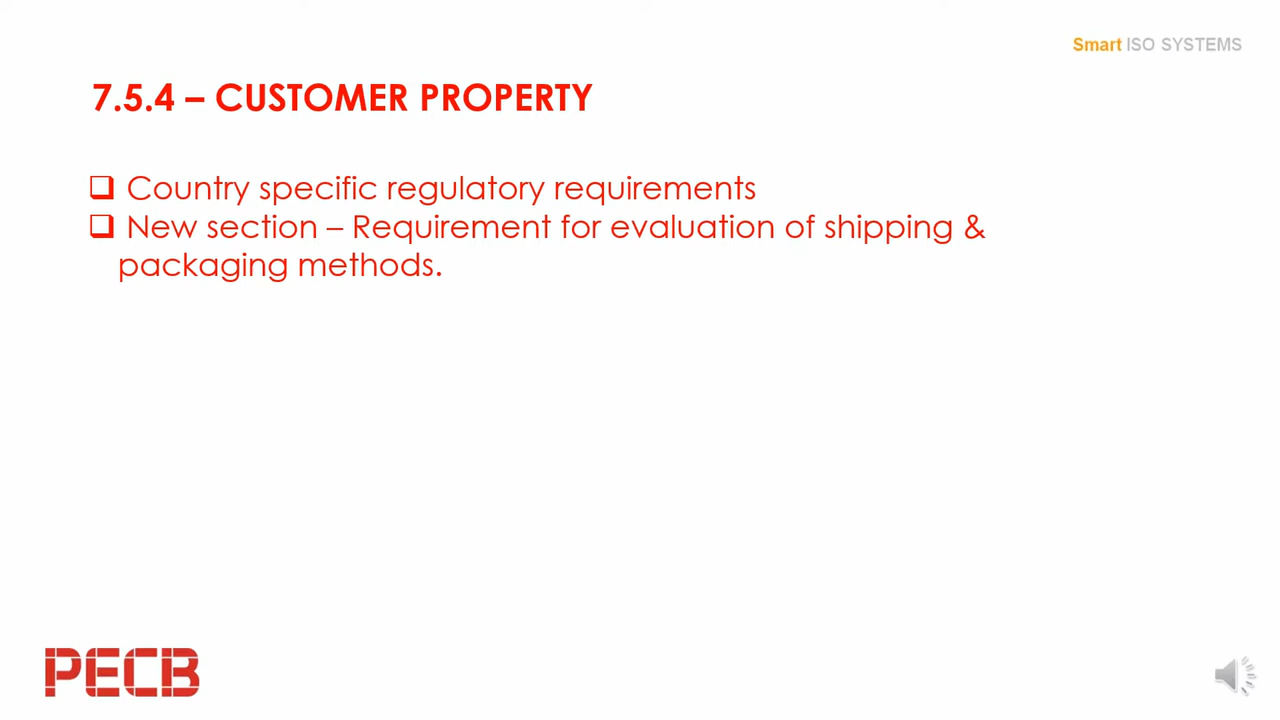 Smart ISO SYSTEMS
7.5.4 – CUSTOMER PROPERTY
❑ Country specific regulatory requirements
❑ New section – Requirement for evaluation of shipping &
packaging methods.
PECB